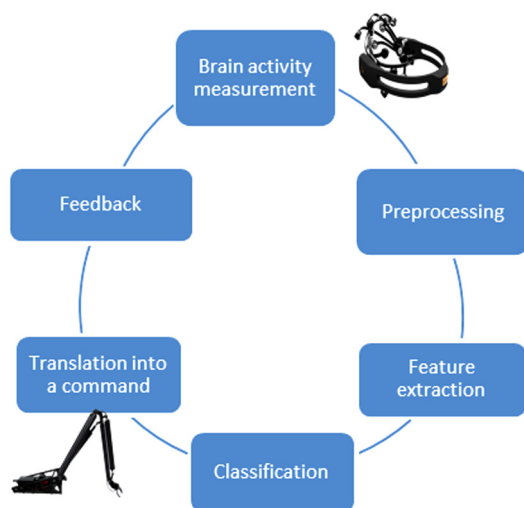 Brain activity
measurement
Preprocessing
Feature
extraction
Classification
Translation into
a command
Feedback